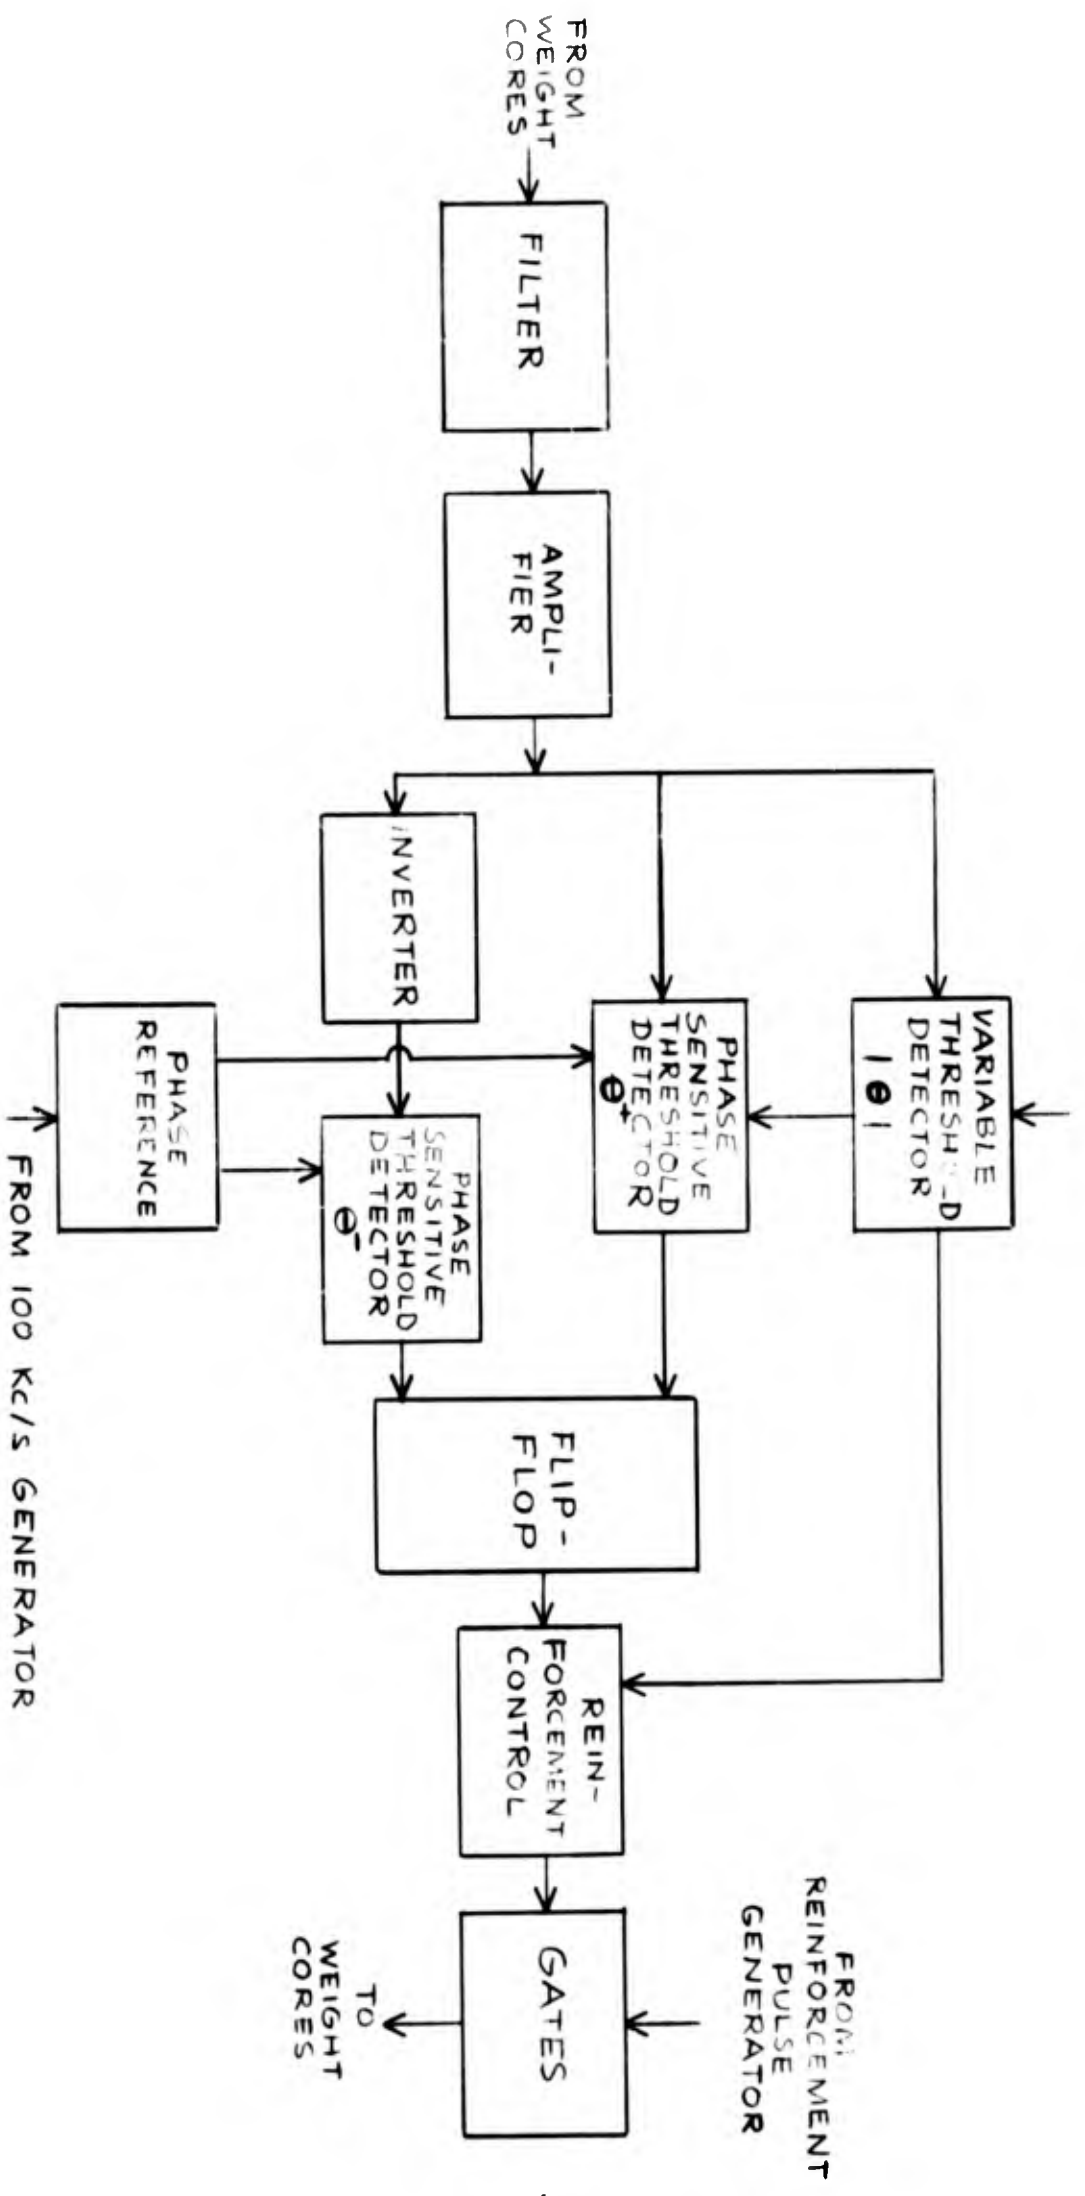 FROM
WEIGHT
CORES
FILTER
AMPLI-
FIER
INVERTER
VARIABLE
DETECTOR
|θ|
PHASE
SENSITIVE
THRESHOLD
DETECTOR
θ+
PHASE
SENSITIVE
THRESHOLD
DETECTOR
θ-
PHASE
REFERENCE
FROM 100 KC/S GENERATOR
FLIP-
FLOP
REIN-
FORCEMENT
CONTROL
GATES
FROM
REINFORCEMENT
PULSE
GENERATOR
TO
WEIGHT
CORES